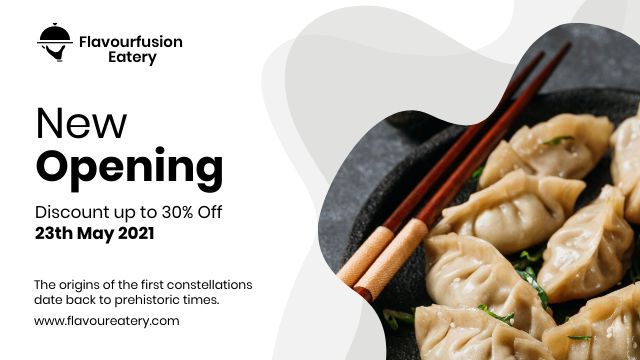 Flavourfusion
Eatery
New
Opening
Discount up to 30% Off
23th May 2021
The origins of the first constellations
date back to prehistoric times.
www.flavoureatery.com